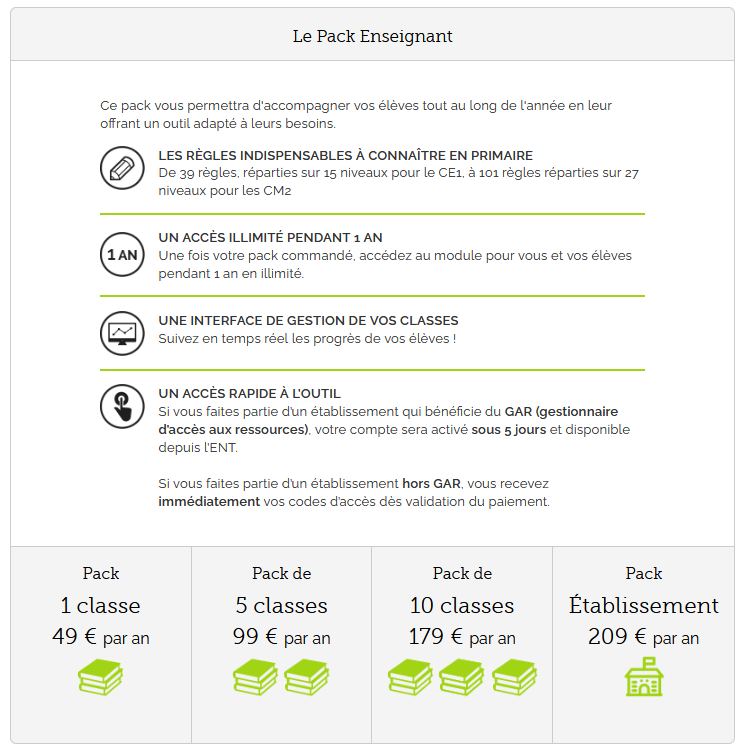 Le Pack Enseignant
Ce pack vous permettra d'accompagner vos élèves tout au long de l'année en leur
offrant un outil adapté à leurs besoins.
LES RÈGLES INDISPENSABLES À CONNAÎTRE EN PRIMAIRE
De 39 règles, réparties sur 15 niveaux pour le CE1, à 101 règles réparties sur 27
niveaux pour les CM2
1 AN
UN ACCÈS ILLIMITÉ PENDANT 1 AN
Une fois votre pack commandé, accédez au module pour vous et vos élèves
pendant 1 an en illimité.
UNE INTERFACE DE GESTION DE VOS CLASSES
Suivez en temps réel les progrès de vos élèves !
UN ACCÈS RAPIDE À L'OUTIL
Si vous faites partie d'un établissement qui bénéficie du GAR (gestionnaire
d'accès aux ressources), votre compte sera activé sous 5 jours et disponible
depuis l'ENT.
Si vous faites partie d'un établissement hors GAR, vous recevez
immédiatement vos codes d'accès dès validation du paiement.
Pack
1 classe
49 € par an
Pack de
5 classes
99 € par an
Pack de
10 classes
179 € par an
Pack
Établissement
209 € par an